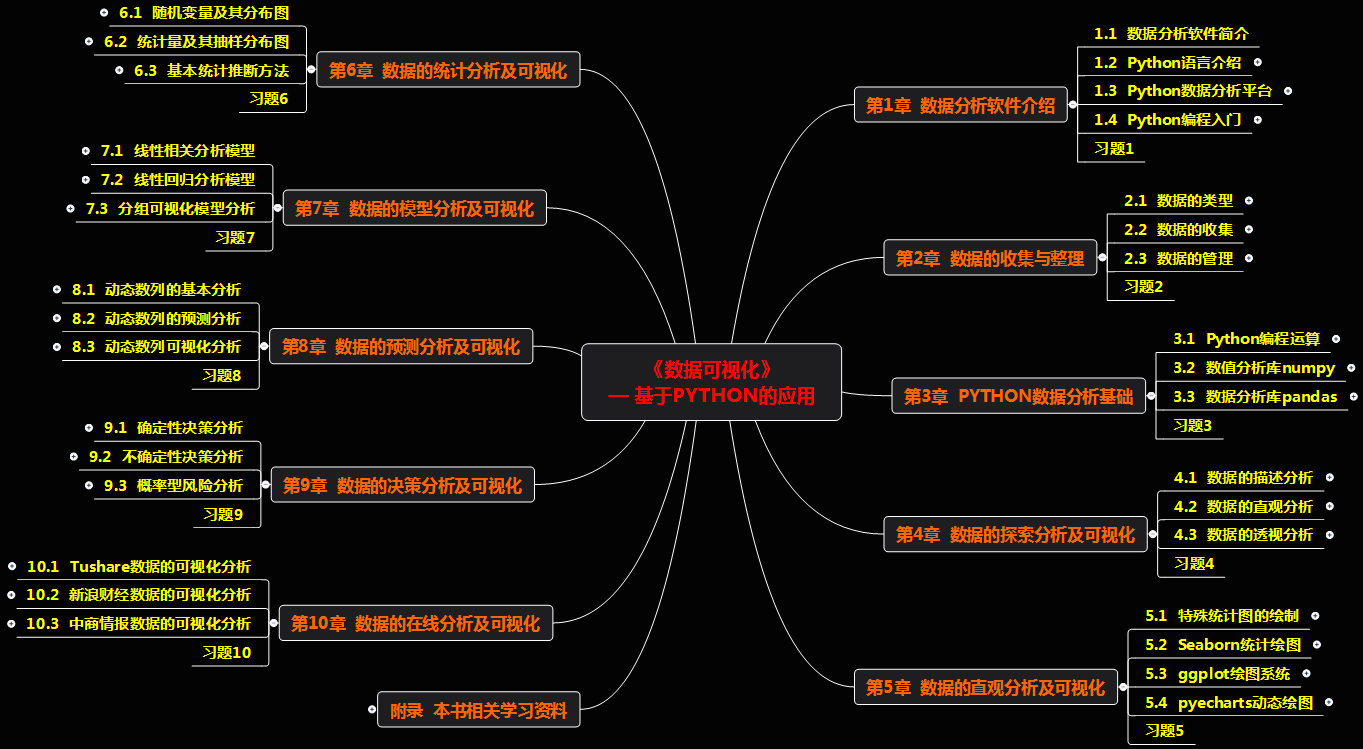 《数据可视化》
— 基于PYTHON的应用
第1章 数据分析软件介绍
1.1 数据分析软件简介
1.2 Python语言介绍
1.3 Python数据分析平台
1.4 Python编程入门
习题1
第2章 数据的收集与整理
2.1 数据的类型
2.2 数据的收集
2.3 数据的管理
习题2
第3章 PYTHON数据分析基础
3.1 Python编程运算
3.2 数值分析库numpy
3.3 数据分析库pandas
习题3
第4章 数据的探索分析及可视化
4.1 数据的描述分析
4.2 数据的直观分析
4.3 数据的透视分析
习题4
第5章 数据的直观分析及可视化
5.1 特殊统计图的绘制
5.2 Seaborn统计绘图
5.3 ggplot绘图系统
5.4 pyecharts动态绘图
习题5
第6章 数据的统计分析及可视化
6.1 随机变量及其分布图
6.2 统计量及其抽样分布图
6.3 基本统计推断方法
习题6
第7章 数据的模型分析及可视化
7.1 线性相关分析模型
7.2 线性回归分析模型
7.3 分组可视化模型分析
习题7
第8章 数据的预测分析及可视化
8.1 动态数列的基本分析
8.2 动态数列的预测分析
8.3 动态数列可视化分析
习题8
第9章 数据的决策分析及可视化
9.1 确定性决策分析
9.2 不确定性决策分析
9.3 概率型风险分析
习题9
第10章 数据的在线分析及可视化
10.1 Tushare数据的可视化分析
10.2 新浪财经数据的可视化分析
10.3 中商情报数据的可视化分析
习题10
附录 本书相关学习资料